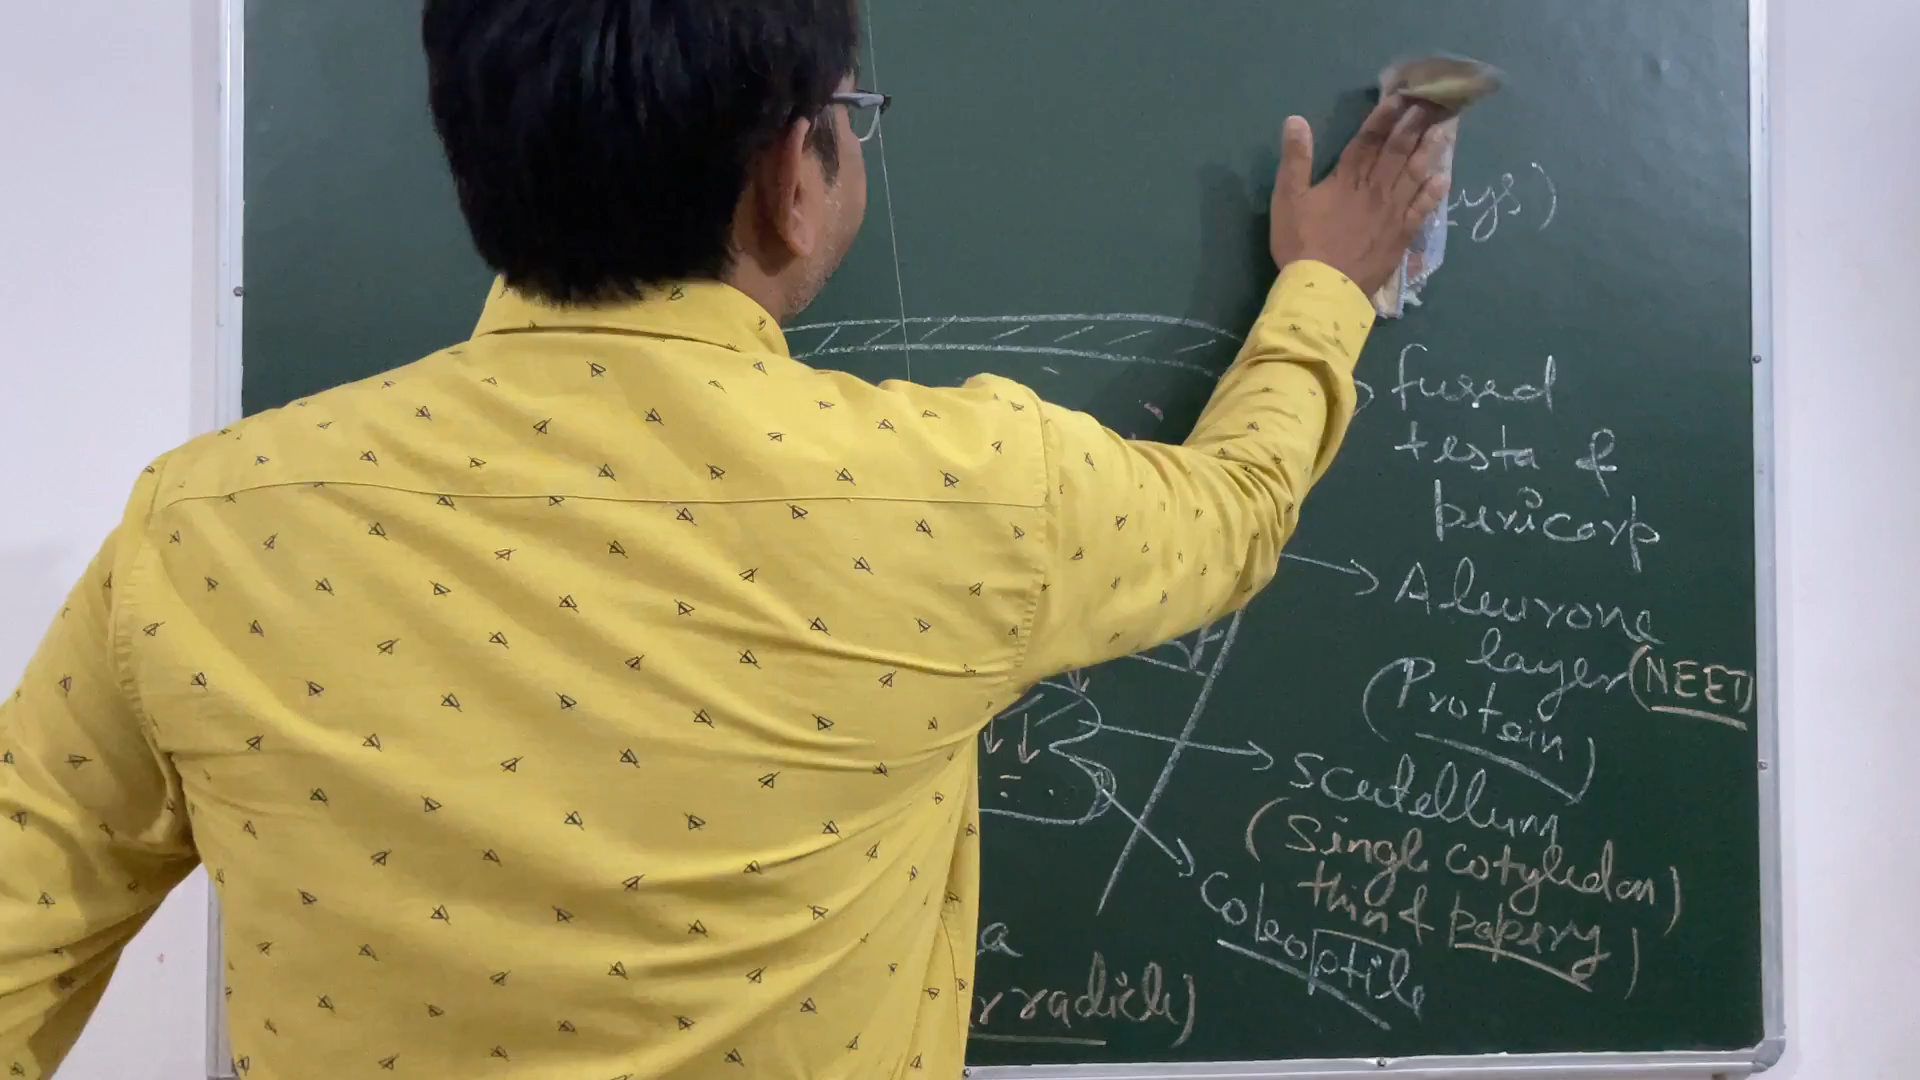 ys)
fused
testa &
pericarp
Aleurone
layer (NEET)
(Protein)
scutellum
(Single cotyledon)
thin & papery)
Coleoptile
a
r radicle)